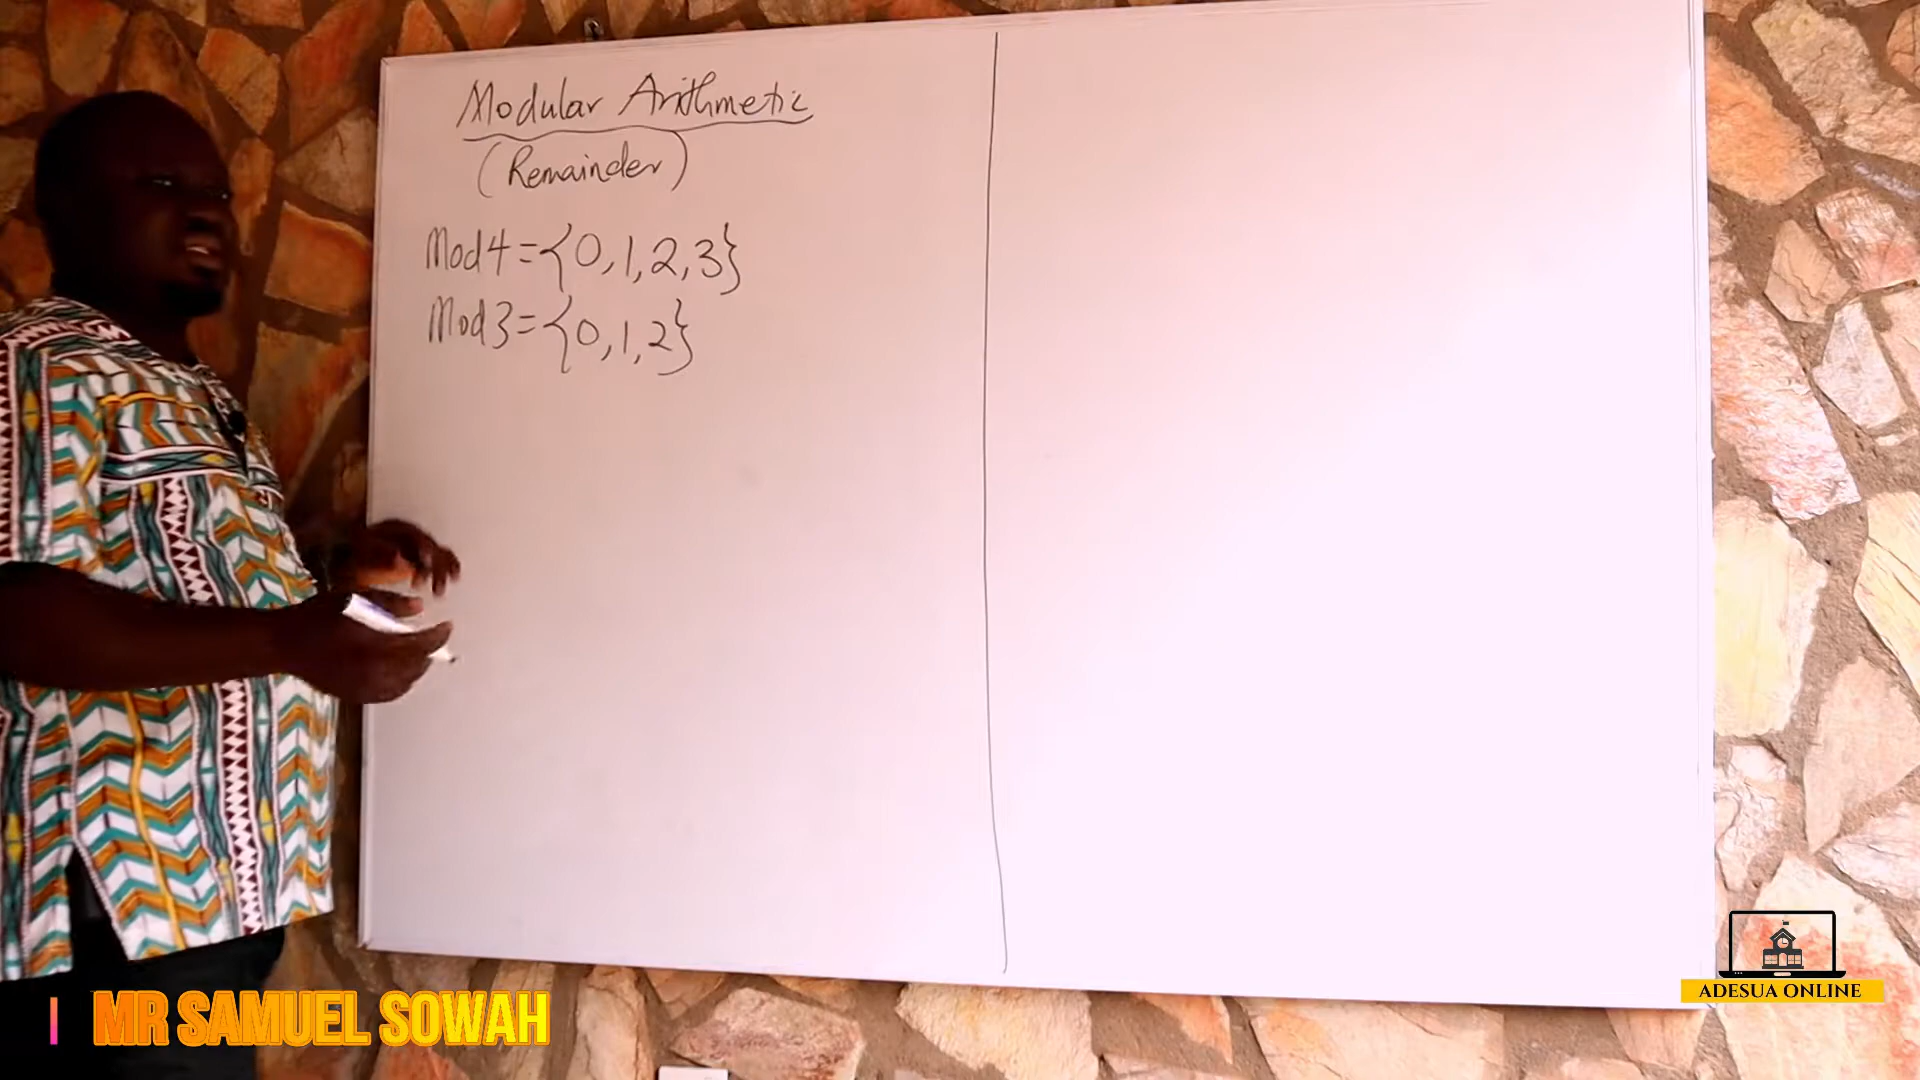 Modular Arithmetic
(Remainder)
Mod4={0,1,2,3}
Mod3={0,1,2}
MR SAMUEL SOWAH
ADESUA ONLINE